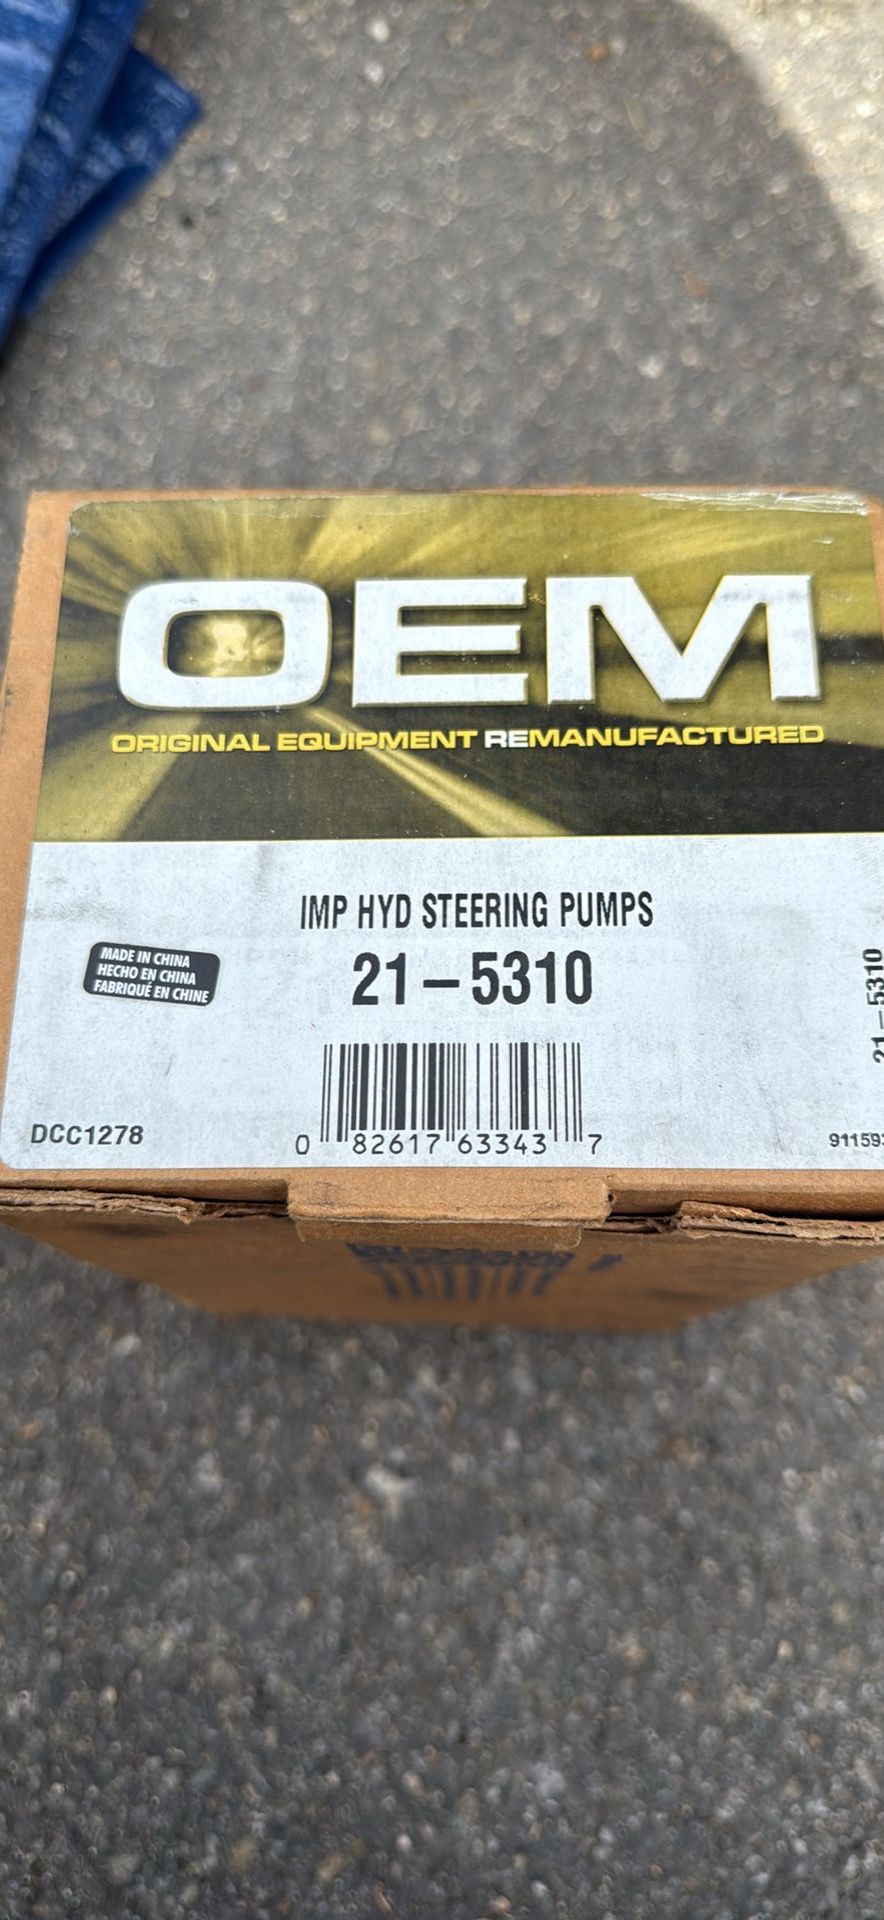 OEM
ORIGINAL EQUIPMENT REMANUFACTURED
IMP HYD STEERING PUMPS
MADE IN CHINA
HECHO EN CHINA
FABRIQUÉ EN CHINE
21-5310
21-5310
DCC1278
0 82617 63343 7